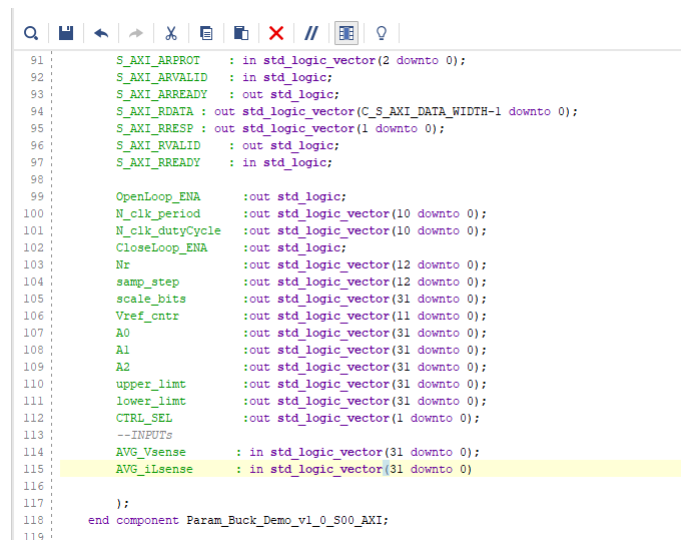 91 S_AXI_ARPROT : in std_logic_vector(2 downto 0);
92 S_AXI_ARVALID : in std_logic;
93 S_AXI_ARREADY : out std_logic;
94 S_AXI_RDATA : out std_logic_vector(C_S_AXI_DATA_WIDTH-1 downto 0);
95 S_AXI_RRESP : out std_logic_vector(1 downto 0);
96 S_AXI_RVALID : out std_logic;
97 S_AXI_RREADY : in std_logic;
98
99 OpenLoop_ENA :out std_logic;
100 N_clk_period :out std_logic_vector(10 downto 0);
101 N_clk_dutyCycle :out std_logic_vector(10 downto 0);
102 CloseLoop_ENA :out std_logic;
103 Nr :out std_logic_vector(12 downto 0);
104 samp_step :out std_logic_vector(12 downto 0);
105 scale_bits :out std_logic_vector(31 downto 0);
106 Vref_cntr :out std_logic_vector(11 downto 0);
107 A0 :out std_logic_vector(31 downto 0);
108 A1 :out std_logic_vector(31 downto 0);
109 A2 :out std_logic_vector(31 downto 0);
110 upper_limt :out std_logic_vector(31 downto 0);
111 lower_limt :out std_logic_vector(31 downto 0);
112 CTRL_SEL :out std_logic_vector(1 downto 0);
113 --INPUTs
114 AVG_Vsense : in std_logic_vector(31 downto 0);
115 AVG_iLsense : in std_logic_vector(31 downto 0)
116
117 );
118 end component Param_Buck_Demo_v1_0_S00_AXI;
119